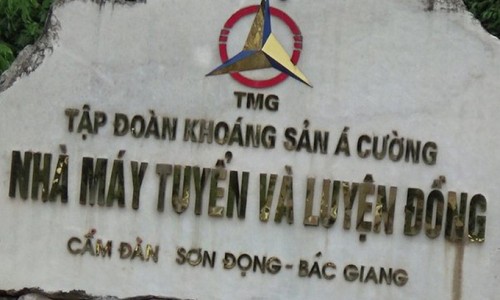 TMG
TẬP ĐOÀN KHOÁNG SẢN Á CƯỜNG
NHÀ MÁY TUYỂN VÀ LUYỆN ĐỒNG
CẨM ĐÀN SƠN ĐỘNG - BẮC GIANG